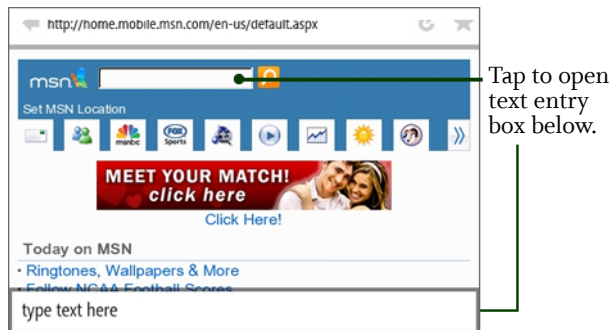 http://home.mobile.msn.com/en-us/default.aspx
msn
Set MSN Location
msnbc
FOX
Sports
MEET YOUR MATCH!
click here
Click Here!
Today on MSN
· Ringtones, Wallpapers & More
· Follow NCAA Football Scores
type text here
Tap to open
text entry
box below.